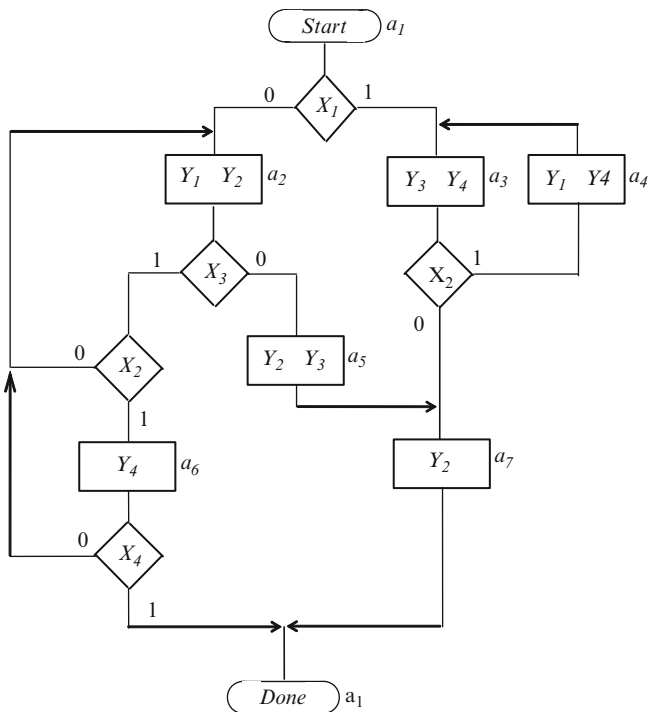 Start a1
0 X1 1
Y1 Y2 a2
Y3 Y4 a3
Y1 Y4 a4
1 X3 0
X2 1
0
0 X2
1
Y2 Y3 a5
Y4 a6
Y2 a7
0 X4
1
Done a1